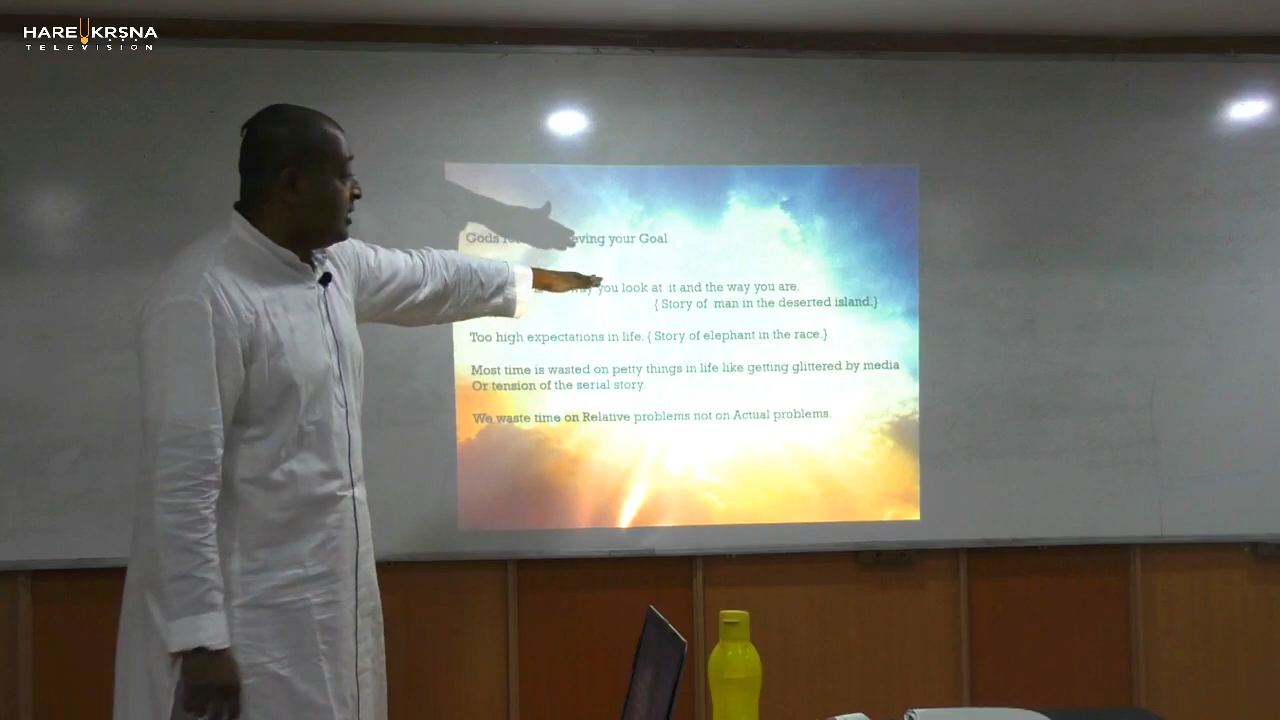 HARE KRSNA
TELEVISION
Gods your Goal
you look at it and the way you are.
{ Story of man in the deserted island.}
Too high expectations in life. { Story of elephant in the race.}
Most time is wasted on petty things in life like getting glittered by media
Or tension of the serial story.
We waste time on Relative problems not on Actual problems.